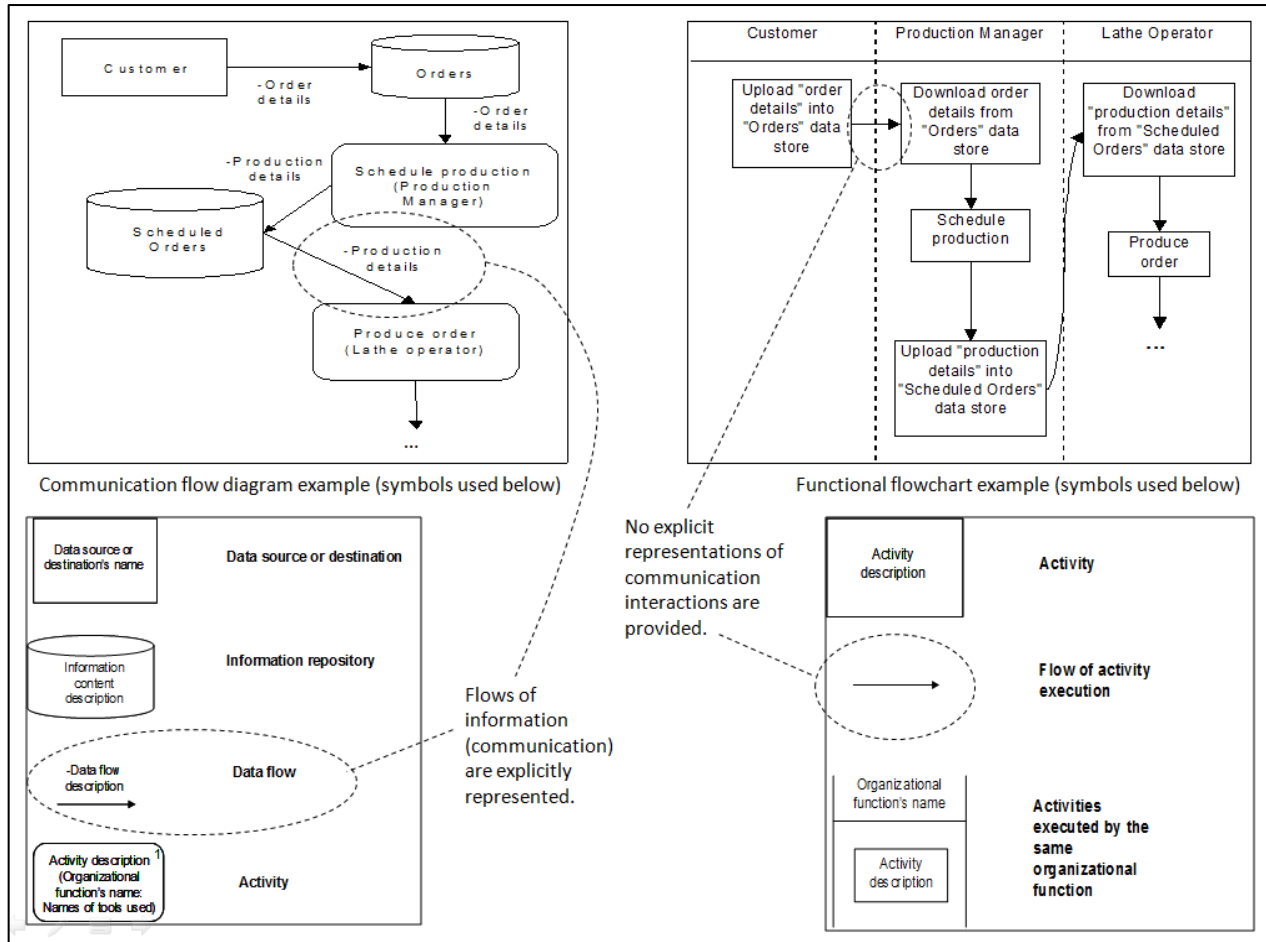 Customer
-Order
details
Orders
-Order
details
-Production
details
Schedule production
(Production
Manager)
Scheduled
Orders
-Production
details
Produce order
(Lathe operator)
...
Communication flow diagram example (symbols used below)
Customer
Production Manager
Lathe Operator
Upload "order
details" into
"Orders" data
store
Download order
details from
"Orders" data
store
Download
"production details"
from "Scheduled
Orders" data store
Schedule
production
Produce
order
Upload "production
details" into
"Scheduled Orders"
data store
...
Functional flowchart example (symbols used below)
Data source or
destination's name
Data source or destination
Information
content
description
Information repository
-Data flow
description
Data flow
Activity description 1
(Organizational
function's name:
Names of tools used)
Activity
Flows of
information
(communication)
are explicitly
represented.
No explicit
representations of
communication
interactions are
provided.
Activity
description
Activity
Flow of activity
execution
Organizational
function's name
Activity
description
Activities
executed by the
same
organizational
function